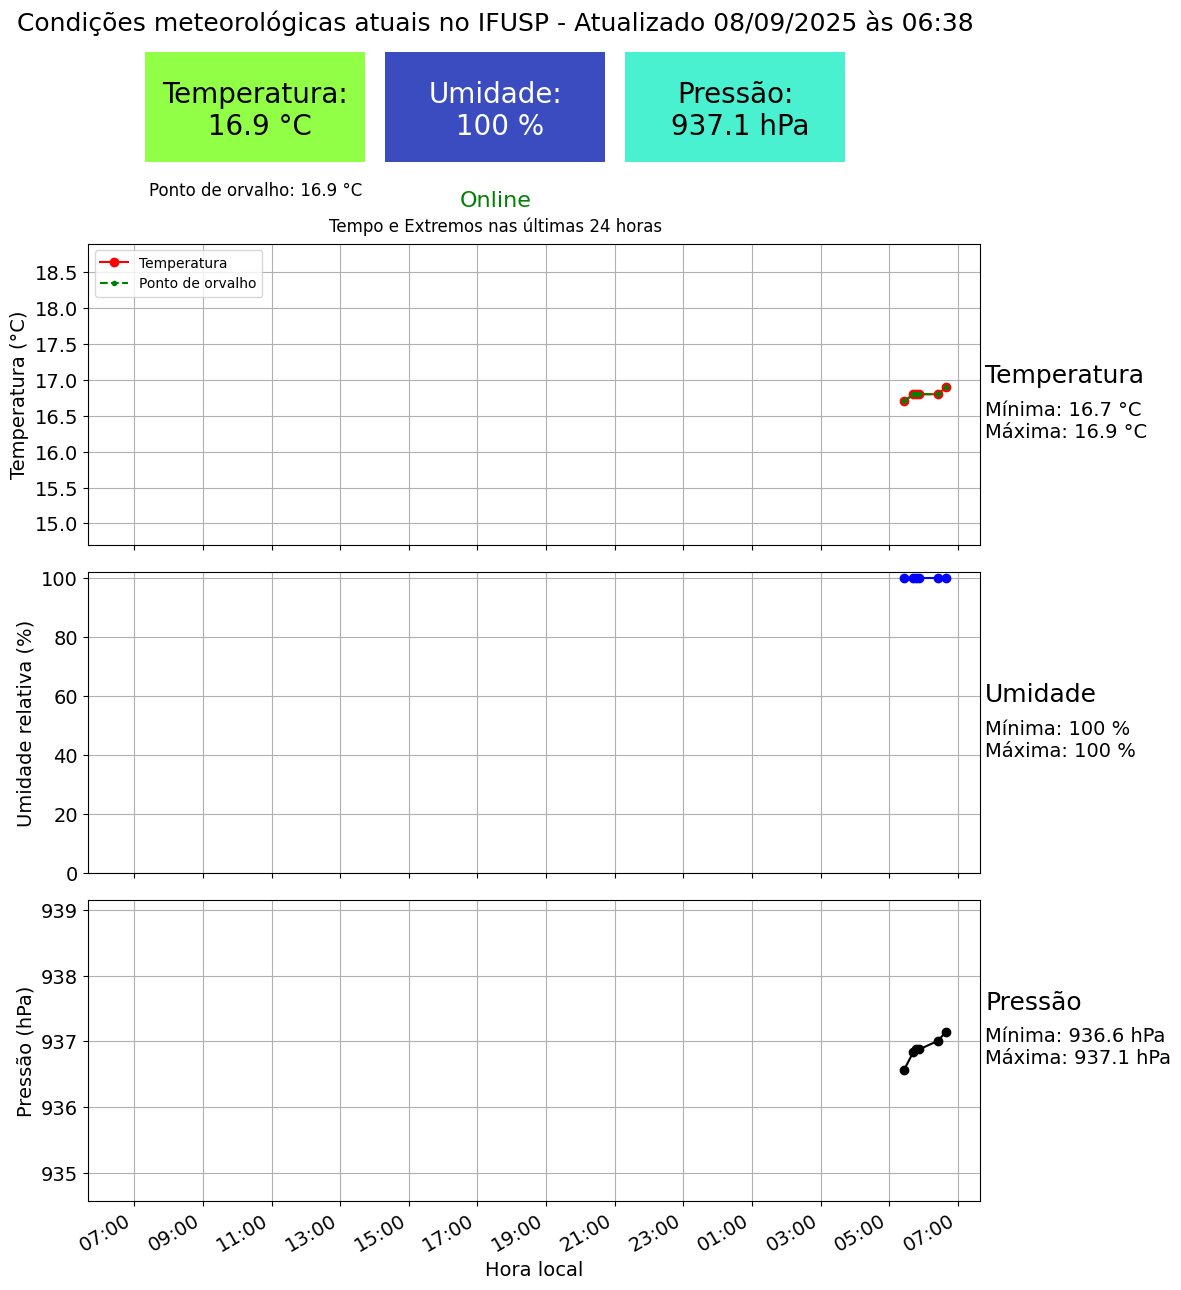 Condições meteorológicas atuais no IFUSP - Atualizado 08/09/2025 às 06:38
Temperatura:
16.9 °C
Umidade:
100 %
Pressão:
937.1 hPa
Ponto de orvalho: 16.9 °C
Online
Tempo e Extremos nas últimas 24 horas
Temperatura
Ponto de orvalho
Temperatura (°C)
18.5
18.0
17.5
17.0
16.5
16.0
15.5
15.0
Temperatura
Mínima: 16.7 °C
Máxima: 16.9 °C
Umidade relativa (%)
100
80
60
40
20
0
Umidade
Mínima: 100 %
Máxima: 100 %
Pressão (hPa)
939
938
937
936
935
Pressão
Mínima: 936.6 hPa
Máxima: 937.1 hPa
07:00 09:00 11:00 13:00 15:00 17:00 19:00 21:00 23:00 01:00 03:00 05:00 07:00
Hora local